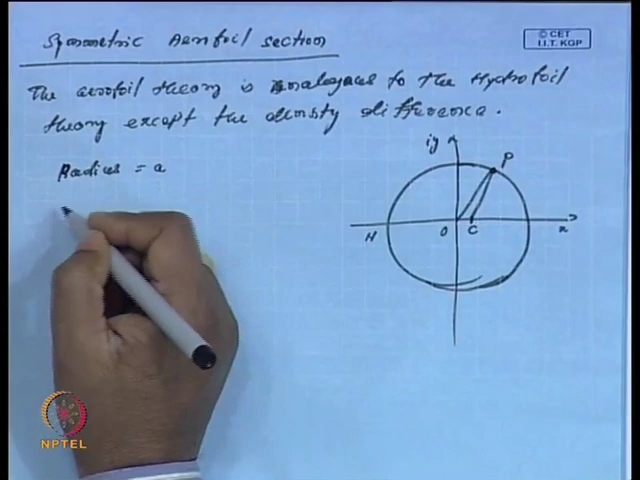 Symmetric Aerofoil section
© CET
I.I.T. KGP
The aerofoil theory is analogous to the Hydrofoil
theory except the density difference.
Radius = a
iy
P
H
O
C
x
NPTEL